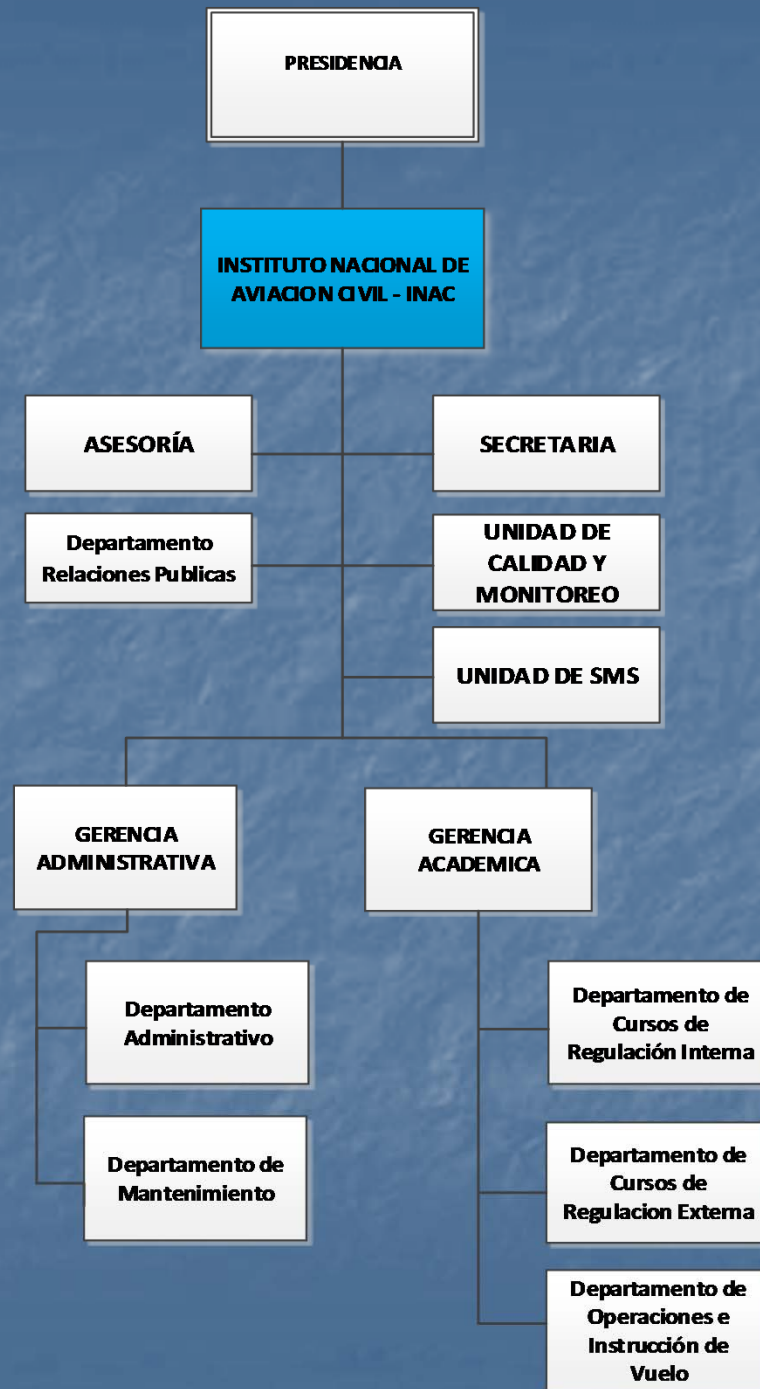 PRESIDENCIA
INSTITUTO NACIONAL DE
AVIACION CIVIL - INAC
ASESORÍA
SECRETARIA
Departamento
Relaciones Publicas
UNIDAD DE
CALIDAD Y
MONITOREO
UNIDAD DE SMS
GERENCIA
ADMINISTRATIVA
GERENCIA
ACADEMICA
Departamento
Administrativo
Departamento de
Cursos de
Regulación Interna
Departamento de
Mantenimiento
Departamento de
Cursos de
Regulacion Externa
Departamento de
Operaciones e
Instrucción de
Vuelo